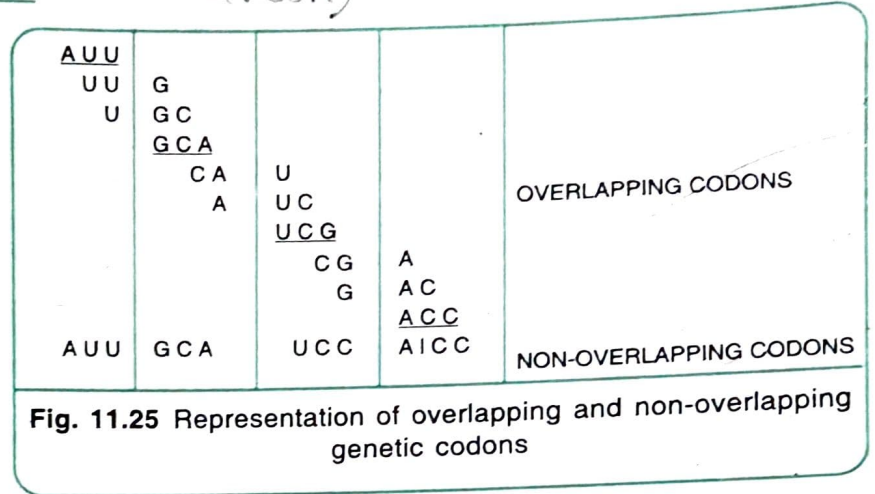 AUU
UU G
U GC
GCA
CA U
A UC
UCG
CG A
G AC
ACC
OVERLAPPING CODONS
AUU GCA UCC AICC NON-OVERLAPPING CODONS
Fig. 11.25 Representation of overlapping and non-overlapping
genetic codons